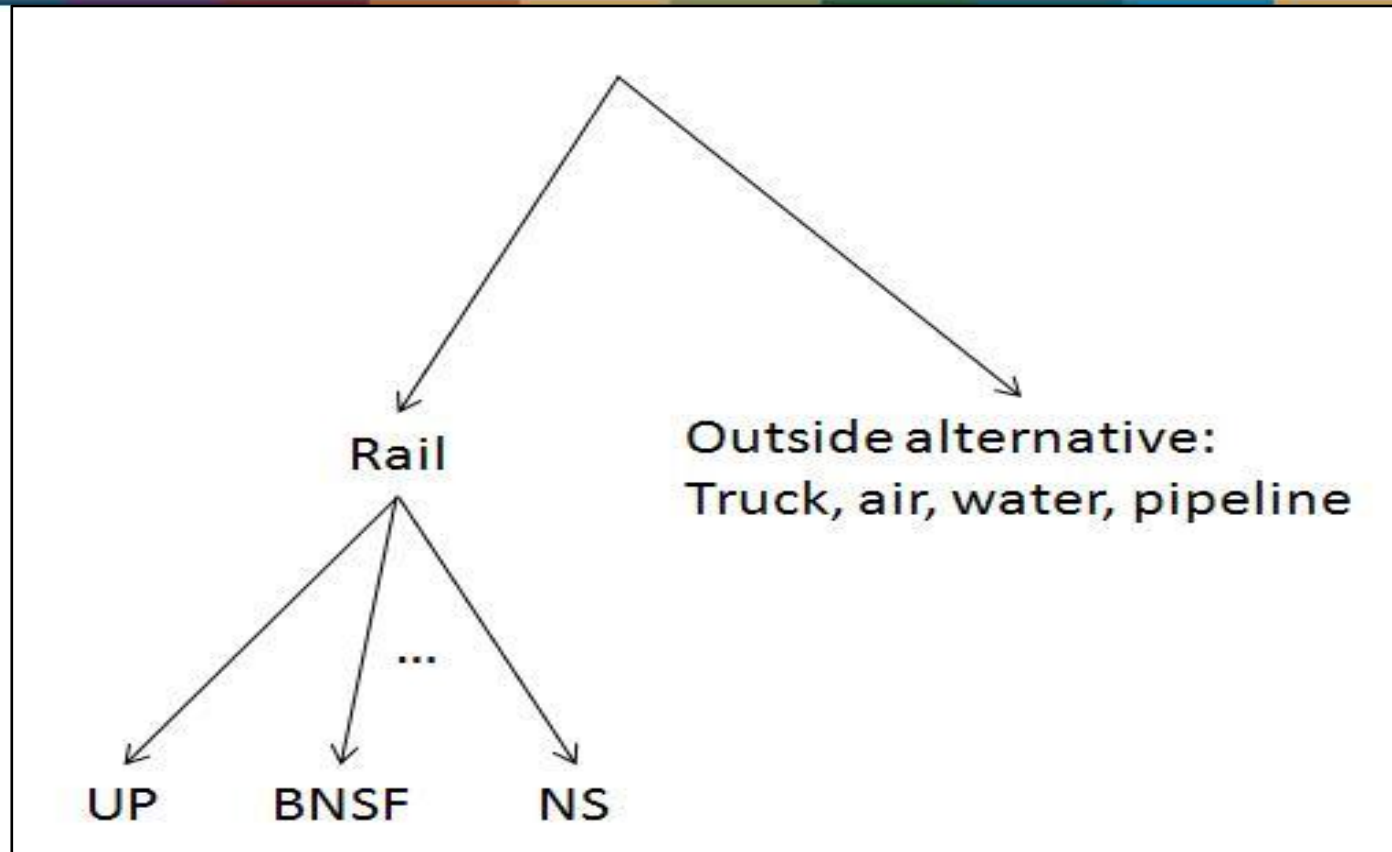 Rail
Outside alternative:
Truck, air, water, pipeline
...
UP BNSF NS